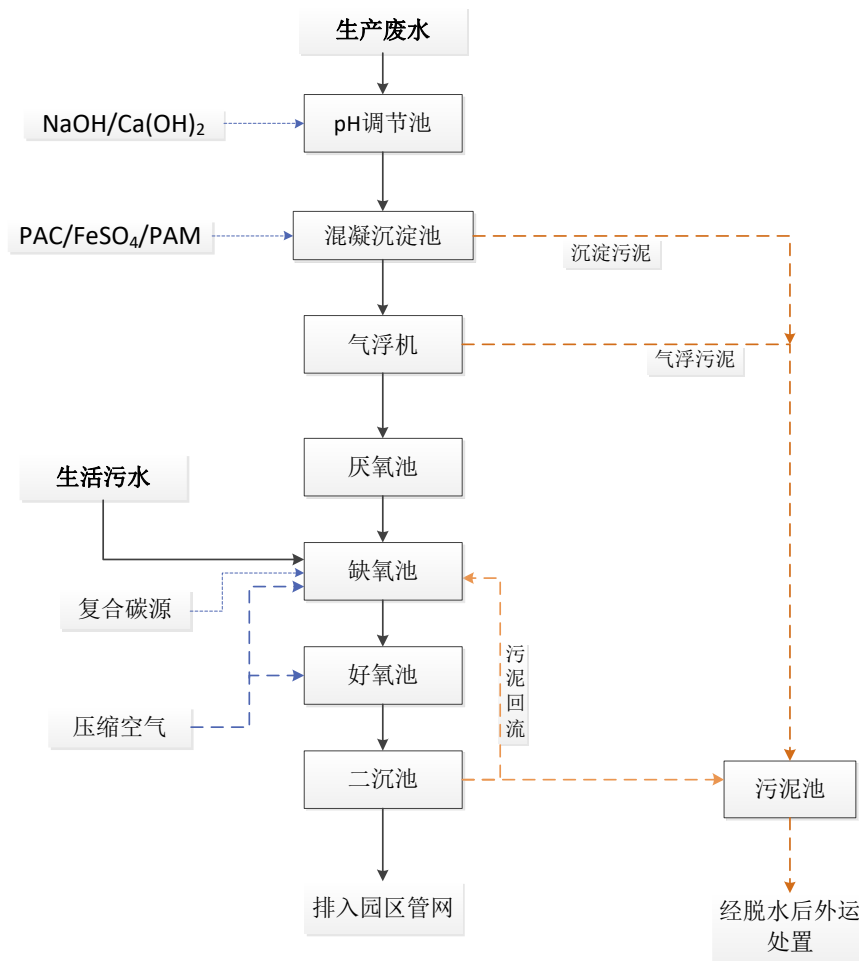 生产废水
NaOH/Ca(OH)₂
pH调节池
PAC/FeSO₄/PAM
混凝沉淀池
沉淀污泥
气浮机
气浮污泥
厌氧池
生活污水
缺氧池
复合碳源
好氧池
污泥回流
压缩空气
二沉池
污泥池
排入园区管网
经脱水后外运
处置